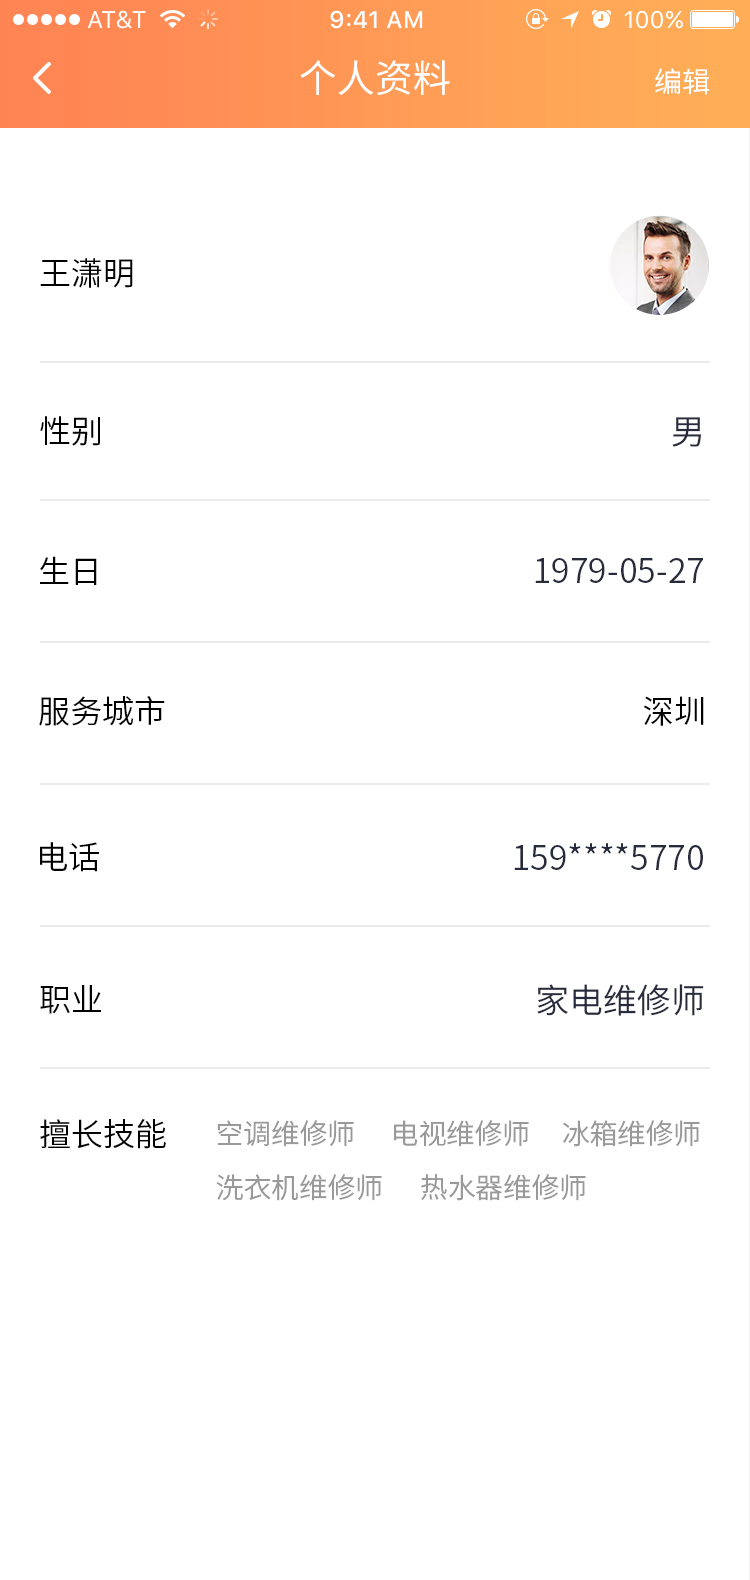 AT&T 9:41 AM 100%
个人资料 编辑
王潇明
性别 男
生日 1979-05-27
服务城市 深圳
电话 159****5770
职业 家电维修师
擅长技能 空调维修师 电视维修师 冰箱维修师
洗衣机维修师 热水器维修师